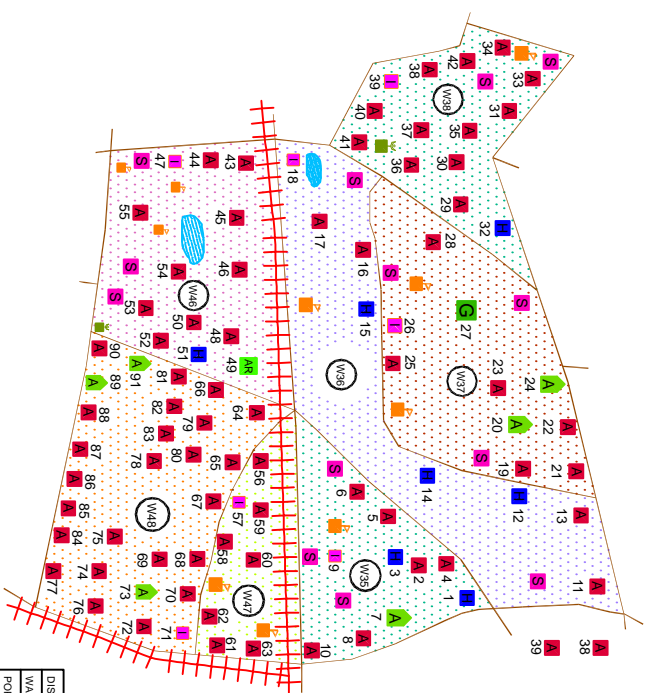 A 34
S
A 33
A 42
S
A 38
I 39
W38
A 31
A 40
A 37
A 35
A 41
A 36
A 30
S
A 29
H 32
A 28
A 17
A 16
I 18
S
S
G 27
H 15
I 26
A 25
W36
W37
A 23
A 24
A 20
A 22
S
A 19
A 21
H 14
H 12
A 13
S 47
I
A 44
A 43
A 55
A 45
A 46
A 54
S
S
W46
A 53
A 50
A 52
A 48
H 51
AR 49
A 90
A 91
A 89
A 81
A 66
A 64
A 88
A 82
A 79
A 83
A 78
A 80
A 65
A 56
A 87
A 86
A 85
A 84
W48
A 67
I 57
A 59
A 58
A 60
A 75
A 69
A 68
A 74
A 77
A 73
A 70
A 76
A 72
I 71
A 62
A 61
A 63
W47
S
A 6
A 5
S
I 9
W35
H 3
A 2
A 4
H 1
S
A 7
A 8
A 10
S
A 11
A 39
A 38
DIS
WA
POI